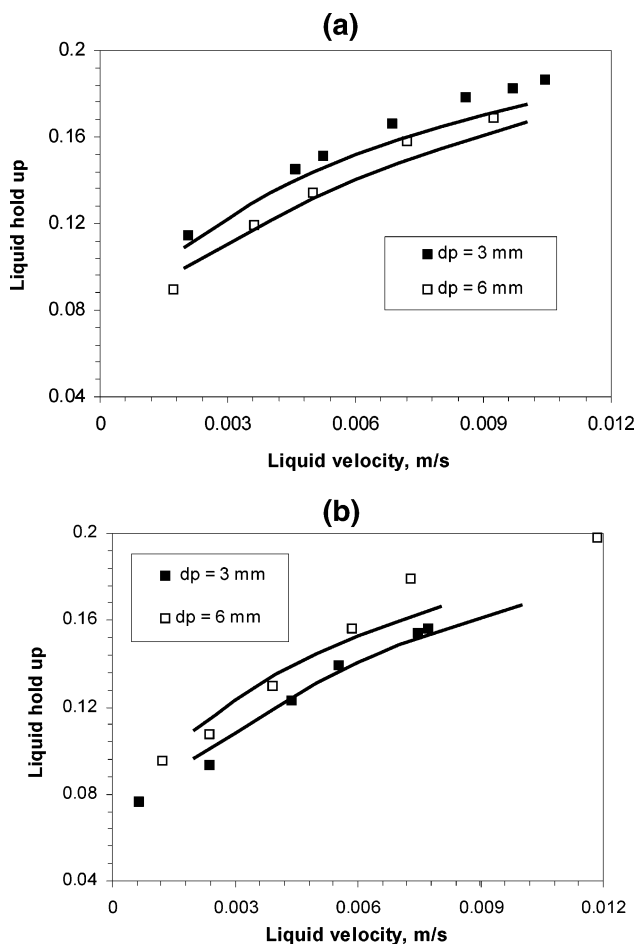 (a)
0.2
0.16
0.12
0.08
0.04
Liquid hold up
dp = 3 mm
dp = 6 mm
0 0.003 0.006 0.009 0.012
Liquid velocity, m/s
(b)
0.2
0.16
0.12
0.08
0.04
Liquid hold up
dp = 3 mm
dp = 6 mm
0 0.003 0.006 0.009 0.012
Liquid velocity, m/s